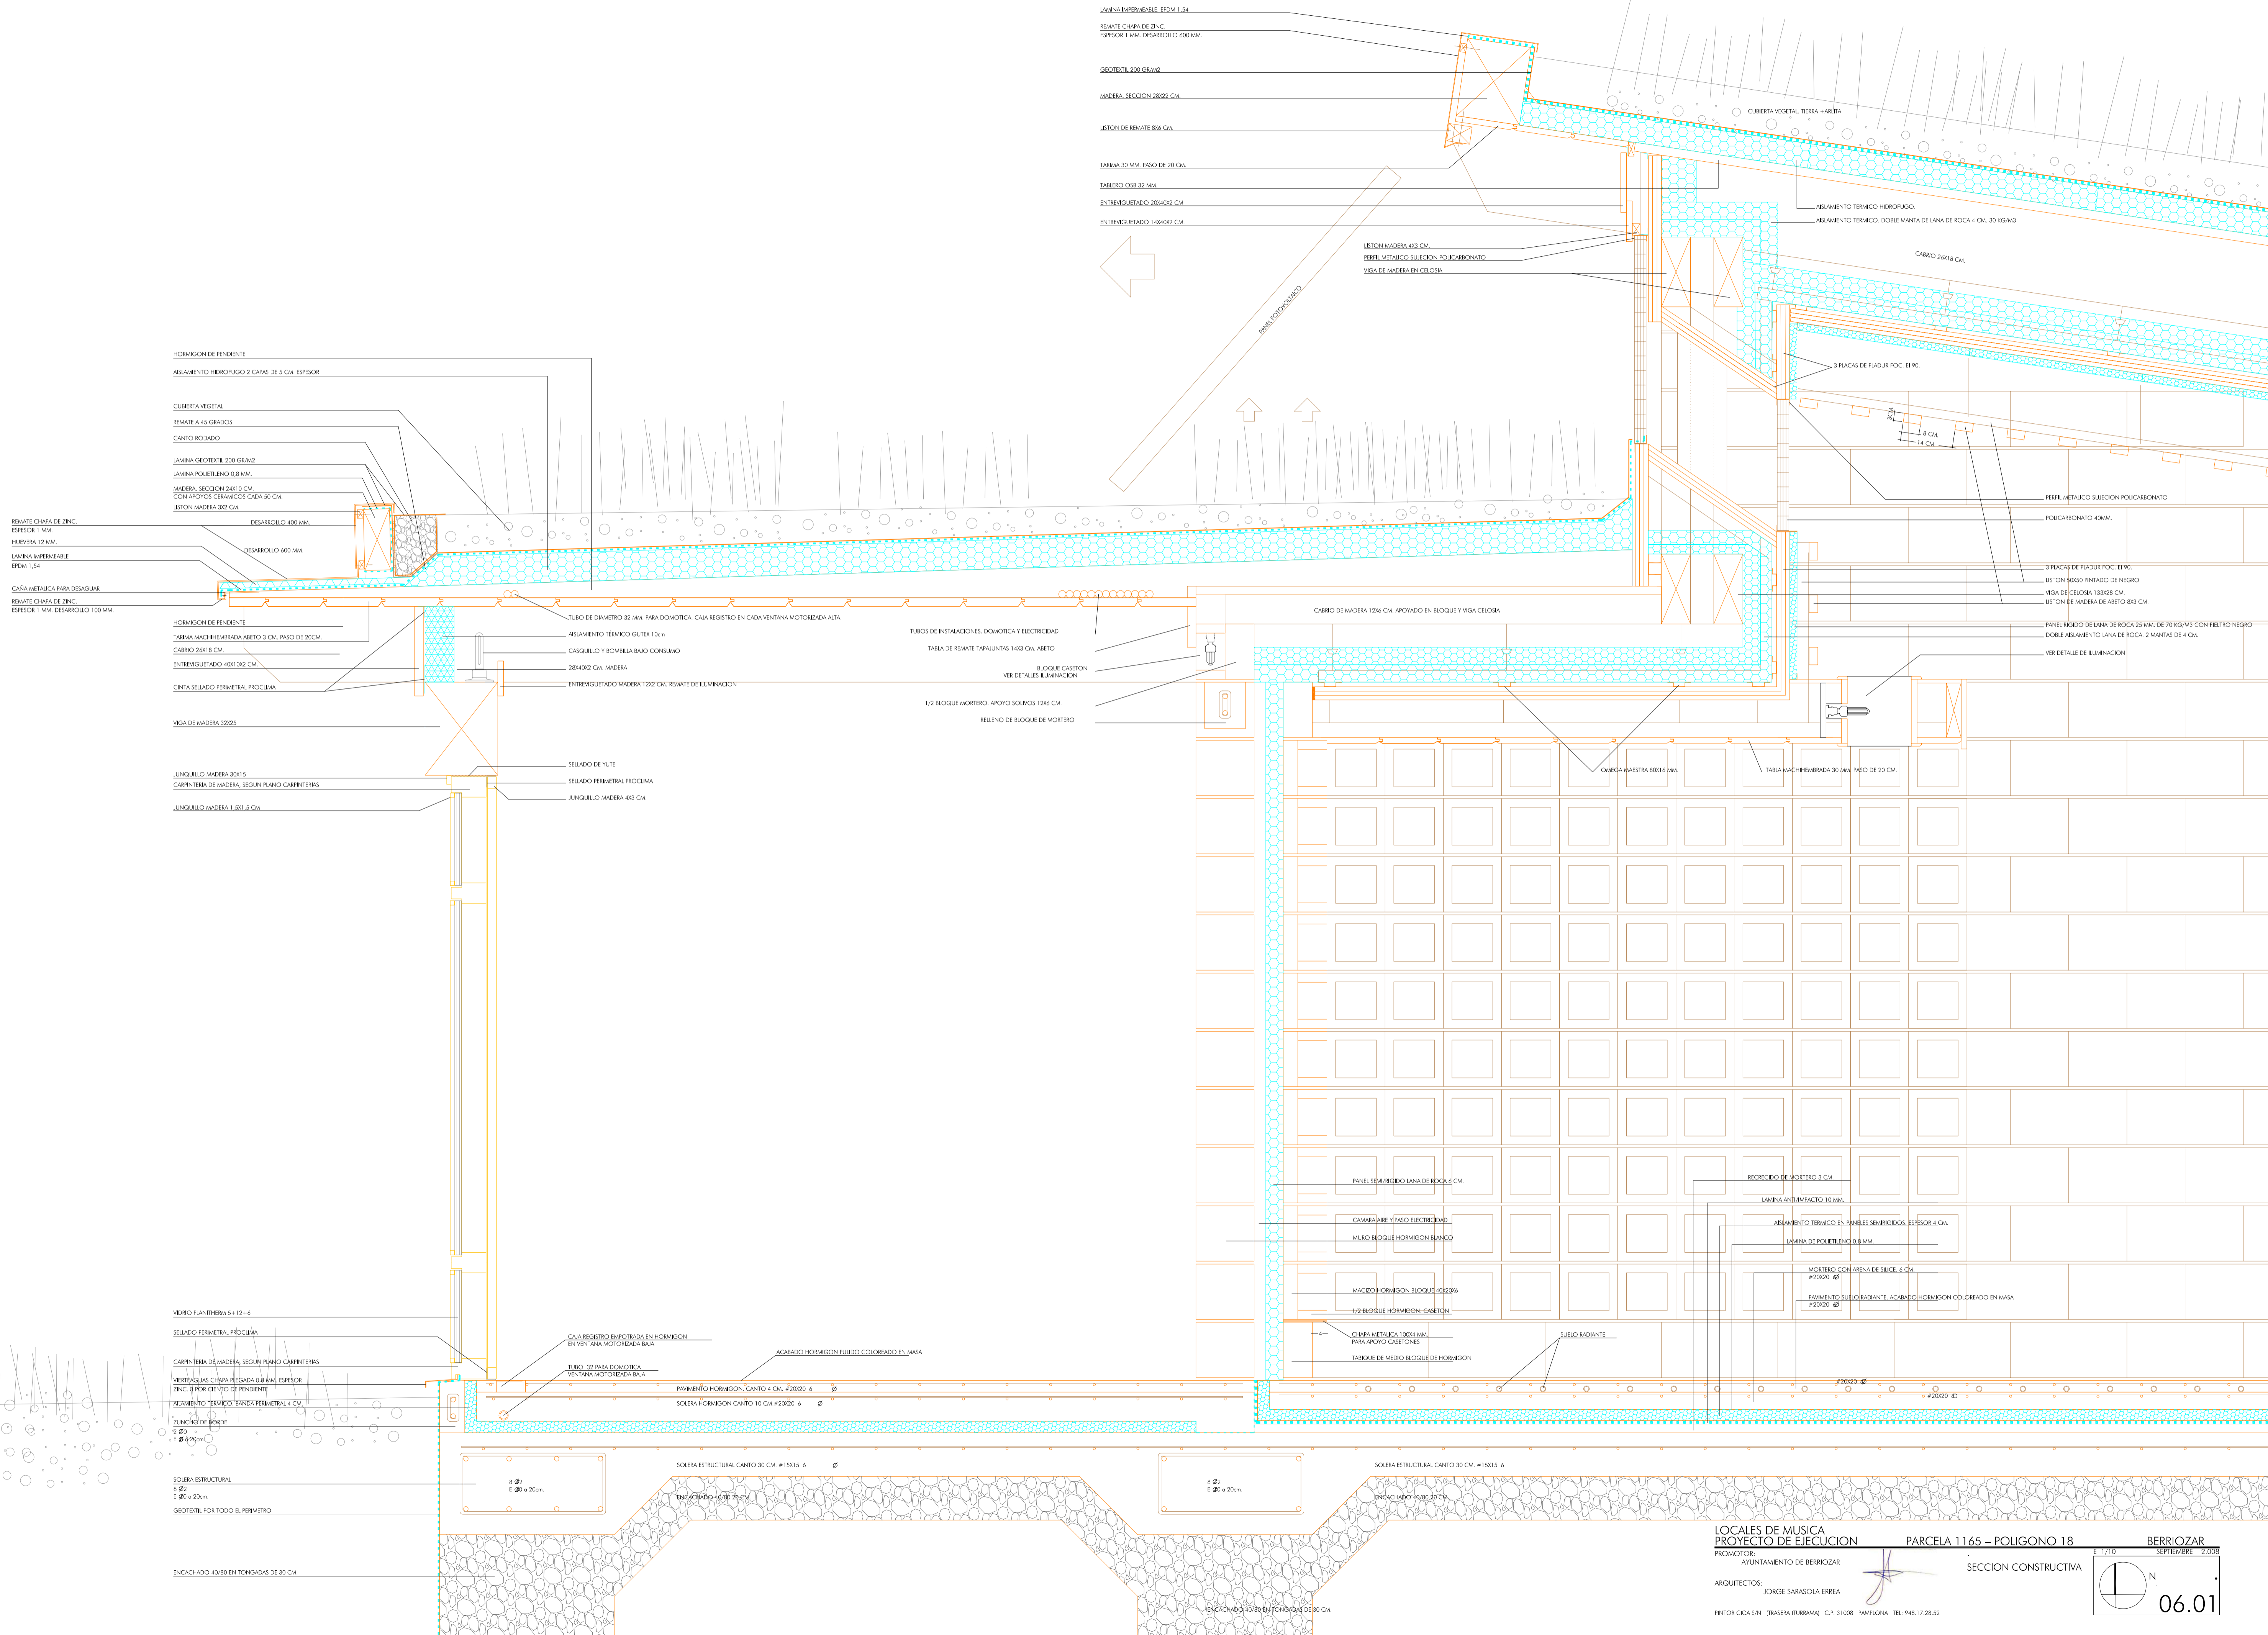 LAMINA IMPERMEABLE. EPDM 1,54
REMATE CHAPA DE ZINC.
ESPESOR 1 MM. DESARROLLO 600 MM.
GEOTEXTIL 200 GR/M2
MADERA. SECCION 28X22 CM.
LISTON DE REMATE 8X6 CM.
TARIMA 30 MM. PASO DE 20 CM.
TABLERO OSB 32 MM.
ENTREVIGUETADO 20X40X2 CM.
ENTREVIGUETADO 14X40X2 CM.
LISTON MADERA 4X3 CM.
PERFIL METALICO SUJECION POLICARBONATO
VIGA DE MADERA EN CELOSIA
CUBIERTA VEGETAL. TIERRA +ARLITA
AISLAMIENTO TERMICO HIDROFUGO.
AISLAMIENTO TERMICO. DOBLE MANTA DE LANA DE ROCA 4 CM. 30 KG/M3
CABRIO 26X18 CM.
PANEL FOTOVOLTAICO
3 PLACAS DE PLADUR FOC. EI 90.
3CM.
8 CM.
14 CM.
PERFIL METALICO SUJECION POLICARBONATO
POLICARBONATO 40MM.
3 PLACAS DE PLADUR FOC. EI 90.
LISTON 50X50 PINTADO DE NEGRO
VIGA DE CELOSIA 133X28 CM.
LISTON DE MADERA DE ABETO 8X3 CM.
PANEL RIGIDO DE LANA DE ROCA 25 MM. DE 70 KG/M3 CON FIELTRO NEGRO
DOBLE AISLAMIENTO LANA DE ROCA. 2 MANTAS DE 4 CM.
VER DETALLE DE ILUMINACION
HORMIGON DE PENDIENTE
AISLAMIENTO HIDROFUGO 2 CAPAS DE 5 CM. ESPESOR
CUBIERTA VEGETAL
REMATE A 45 GRADOS
CANTO RODADO
LAMINA GEOTEXTIL 200 GR/M2
LAMINA POLIETILENO 0,8 MM.
MADERA. SECCION 24X10 CM.
CON APOYOS CERAMICOS CADA 50 CM.
LISTON MADERA 3X2 CM.
REMATE CHAPA DE ZINC.
ESPESOR 1 MM.
DESARROLLO 400 MM.
HUEVERA 12 MM.
DESARROLLO 600 MM.
LAMINA IMPERMEABLE
EPDM 1,54
CAÑA METALICA PARA DESAGUAR
REMATE CHAPA DE ZINC.
ESPESOR 1 MM. DESARROLLO 100 MM.
HORMIGON DE PENDIENTE
TARIMA MACHIHEMBRADA ABETO 3 CM. PASO DE 20CM.
CABRIO 26X18 CM.
ENTREVIGUETADO 40X10X2 CM.
CINTA SELLADO PERIMETRAL PROCLIMA
VIGA DE MADERA 32X25
JUNQUILLO MADERA 30X15
CARPINTERIA DE MADERA, SEGUN PLANO CARPINTERIAS
JUNQUILLO MADERA 1,5X1,5 CM
TUBO DE DIAMETRO 32 MM. PARA DOMOTICA. CAJA REGISTRO EN CADA VENTANA MOTORIZADA ALTA.
AISLAMIENTO TÉRMICO GUTEX 10cm
CASQUILLO Y BOMBILLA BAJO CONSUMO
28X40X2 CM. MADERA
ENTREVIGUETADO MADERA 12X2 CM. REMATE DE ILUMINACION
SELLADO DE YUTE
SELLADO PERIMETRAL PROCLIMA
JUNQUILLO MADERA 4X3 CM.
TUBOS DE INSTALACIONES: DOMOTICA Y ELECTRICIDAD
TABLA DE REMATE TAPAJUNTAS 14X3 CM. ABETO
BLOQUE CASETON
VER DETALLES ILUMINACION
1/2 BLOQUE MORTERO. APOYO SOLIVOS 12X6 CM.
RELLENO DE BLOQUE DE MORTERO
CABRIO DE MADERA 12X6 CM. APOYADO EN BLOQUE Y VIGA CELOSIA
OMEGA MAESTRA 80X16 MM.
TABLA MACHIHEMBRADA 30 MM. PASO DE 20 CM.
PANEL SEMIRIGIDO LANA DE ROCA 6 CM.
CAMARA AIRE Y PASO ELECTRICIDAD
MURO BLOQUE HORMIGON BLANCO
MACIZO HORMIGON BLOQUE 40X20X6
1/2 BLOQUE HORMIGON. CASETON
4
CHAPA METALICA 100X4 MM.
PARA APOYO CASETONES
TABIQUE DE MEDIO BLOQUE DE HORMIGON
SUELO RADIANTE
RECRECIDO DE MORTERO 3 CM.
LAMINA ANTI-IMPACTO 10 MM.
AISLAMIENTO TERMICO EN PANELES SEMIRIGIDOS. ESPESOR 4 CM.
LAMINA DE POLIETILENO 0,8 MM.
MORTERO CON ARENA DE SILICE. 6 CM.
#20X20 6Ø
PAVIMENTO SUELO RADIANTE. ACABADO HORMIGON COLOREADO EN MASA
#20X20 6Ø
#20X20 6Ø
#20X20 6Ø
VIDRIO PLANITHERM 5+12+6
SELLADO PERIMETRAL PROCLIMA
CARPINTERIA DE MADERA, SEGUN PLANO CARPINTERIAS
VIERTEAGUAS CHAPA PLEGADA 0,8 MM. ESPESOR
ZINC. 3 POR CIENTO DE PENDIENTE
AILAMIENTO TERMICO. BANDA PERIMETRAL 4 CM.
ZUNCHO DE BORDE
E Ø a 20cm.
SOLERA ESTRUCTURAL
8 Ø2
E Ø0 a 20cm.
GEOTEXTIL POR TODO EL PERIMETRO
ENCACHADO 40/80 EN TONGADAS DE 30 CM.
CAJA REGISTRO EMPOTRADA EN HORMIGON
EN VENTANA MOTORIZADA BAJA
TUBO 32 PARA DOMOTICA
VENTANA MOTORIZADA BAJA
ACABADO HORMIGON PULIDO COLOREADO EN MASA
PAVIMENTO HORMIGON. CANTO 4 CM. #20X20 6 Ø
SOLERA HORMIGON CANTO 10 CM.#20X20 6 Ø
SOLERA ESTRUCTURAL CANTO 30 CM. #15X15 6 Ø
8 Ø2
E Ø0 a 20cm.
ENCACHADO 40/80 20 CM.
8 Ø2
E Ø0 a 20cm.
SOLERA ESTRUCTURAL CANTO 30 CM. #15X15 6
ENCACHADO 40/80 20 CM.
ENCACHADO 40/80 EN TONGADAS DE 30 CM.
LOCALES DE MUSICA
PROYECTO DE EJECUCION PARCELA 1165 – POLIGONO 18 BERRIOZAR
PROMOTOR:
AYUNTAMIENTO DE BERRIOZAR
E 1/10 SEPTIEMBRE 2.008
SECCION CONSTRUCTIVA
N
ARQUITECTOS:
JORGE SARASOLA ERREA
06.01
PINTOR CIGA S/N (TRASERA ITURRAMA) C.P. 31008 PAMPLONA TEL: 948.17.28.52